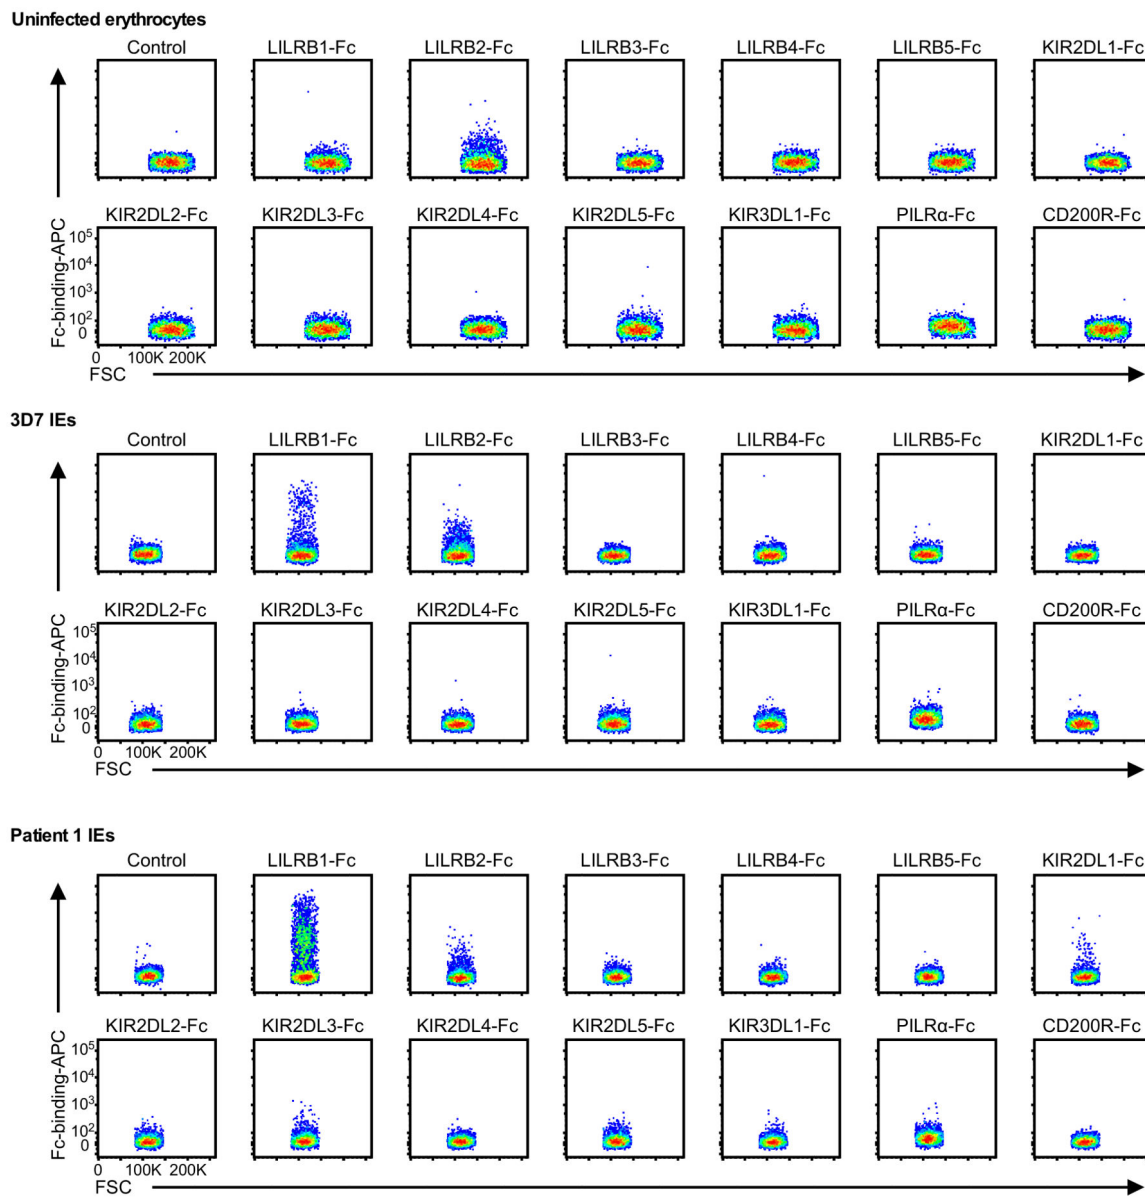 Uninfected erythrocytes
Control LILRB1-Fc LILRB2-Fc LILRB3-Fc LILRB4-Fc LILRB5-Fc KIR2DL1-Fc
KIR2DL2-Fc KIR2DL3-Fc KIR2DL4-Fc KIR2DL5-Fc KIR3DL1-Fc PILRα-Fc CD200R-Fc
Fc-binding-APC
10⁵
10⁴
10³
10²
0
0 100K 200K
FSC
3D7 IEs
Control LILRB1-Fc LILRB2-Fc LILRB3-Fc LILRB4-Fc LILRB5-Fc KIR2DL1-Fc
KIR2DL2-Fc KIR2DL3-Fc KIR2DL4-Fc KIR2DL5-Fc KIR3DL1-Fc PILRα-Fc CD200R-Fc
Fc-binding-APC
10⁵
10⁴
10³
10²
0
0 100K 200K
FSC
Patient 1 IEs
Control LILRB1-Fc LILRB2-Fc LILRB3-Fc LILRB4-Fc LILRB5-Fc KIR2DL1-Fc
KIR2DL2-Fc KIR2DL3-Fc KIR2DL4-Fc KIR2DL5-Fc KIR3DL1-Fc PILRα-Fc CD200R-Fc
Fc-binding-APC
10⁵
10⁴
10³
10²
0
0 100K 200K
FSC